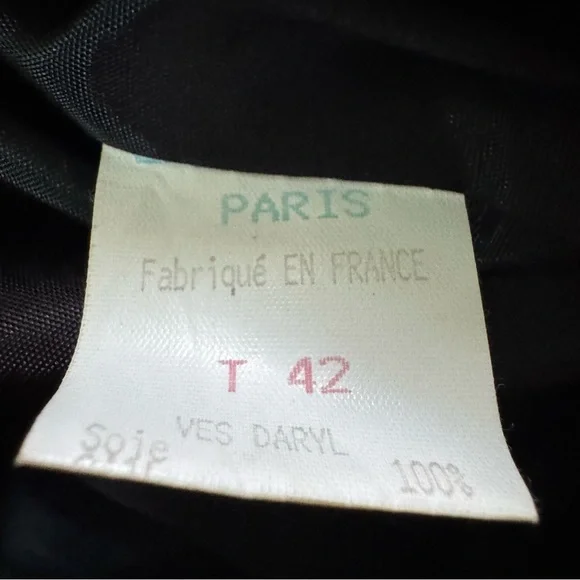 PARIS
Fabriqué EN FRANCE
T 42
VES DARYL
Soie 100%